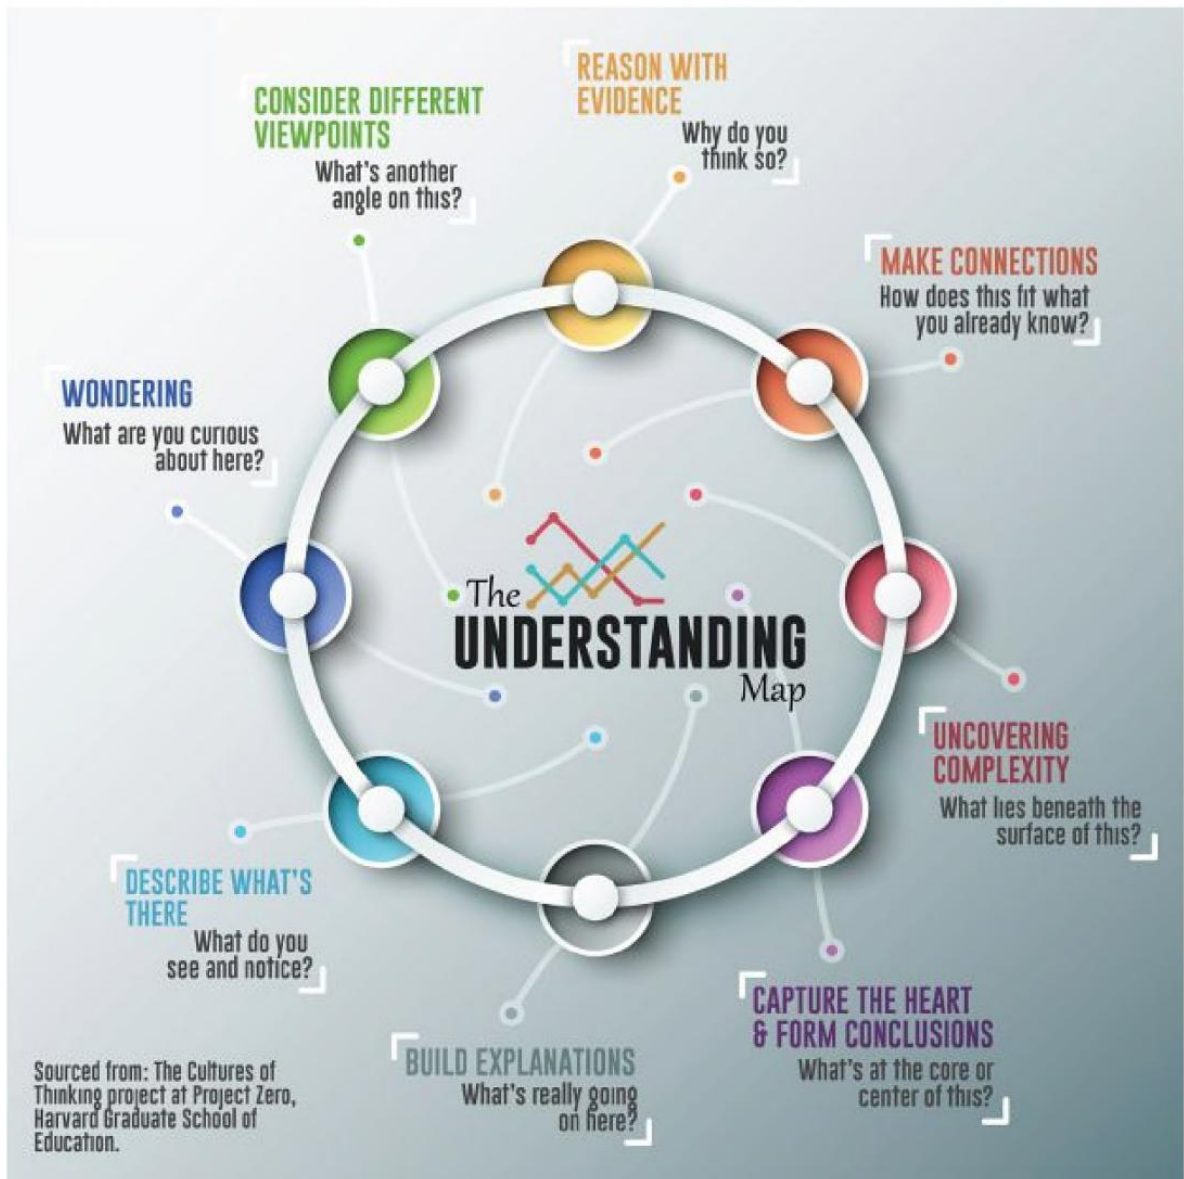 REASON WITH
EVIDENCE
Why do you
think so?
CONSIDER DIFFERENT
VIEWPOINTS
What's another
angle on this?
MAKE CONNECTIONS
How does this fit what
you already know?
WONDERING
What are you curious
about here?
The
UNDERSTANDING
Map
UNCOVERING
COMPLEXITY
What lies beneath the
surface of this?
DESCRIBE WHAT'S
THERE
What do you
see and notice?
CAPTURE THE HEART
& FORM CONCLUSIONS
What's at the core or
center of this?
BUILD EXPLANATIONS
What's really going
on here?
Sourced from: The Cultures of
Thinking project at Project Zero,
Harvard Graduate School of
Education.